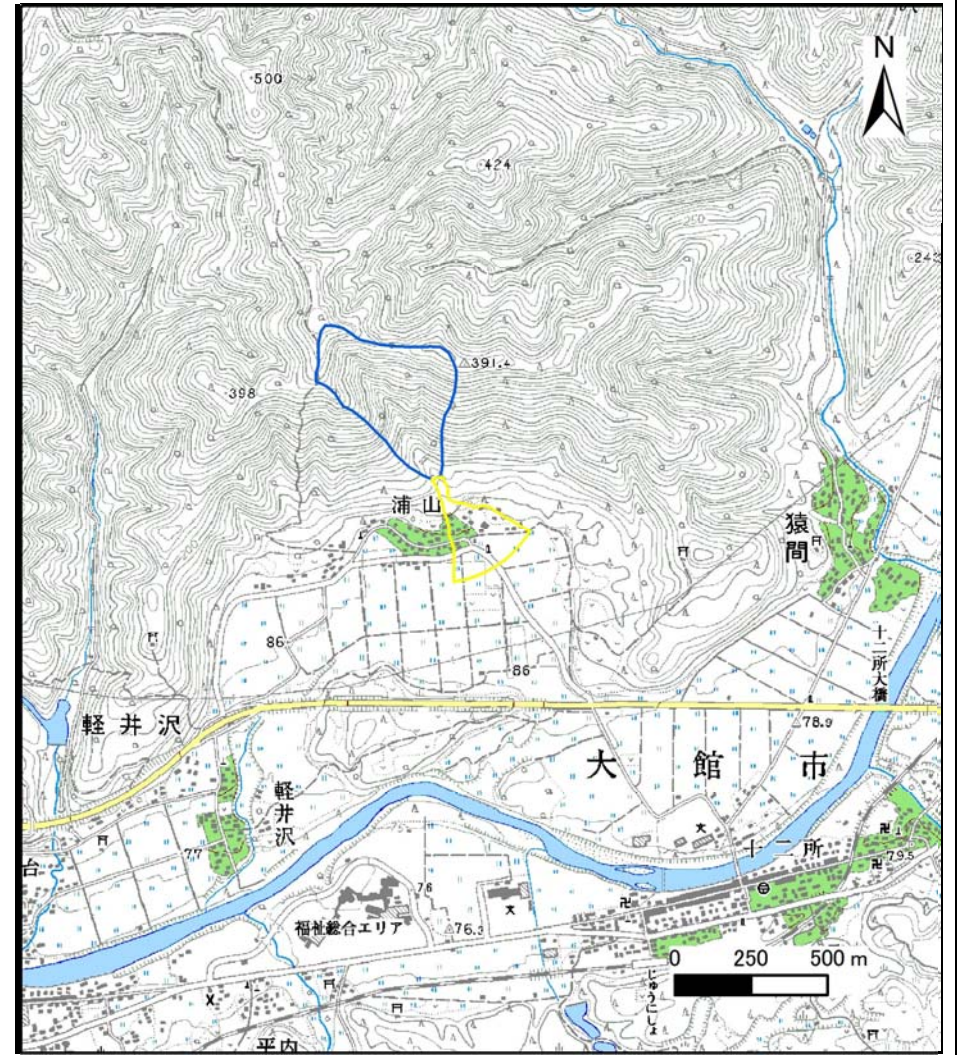 N
500
424
243
391.4
398
浦山
猿間
86
86
十二所大橋
軽井沢
78.9
大館市
軽井沢
77
台
十二所
79.5
76
福祉総合エリア
76.3
0 250 500 m
じゅうにしょ
平内